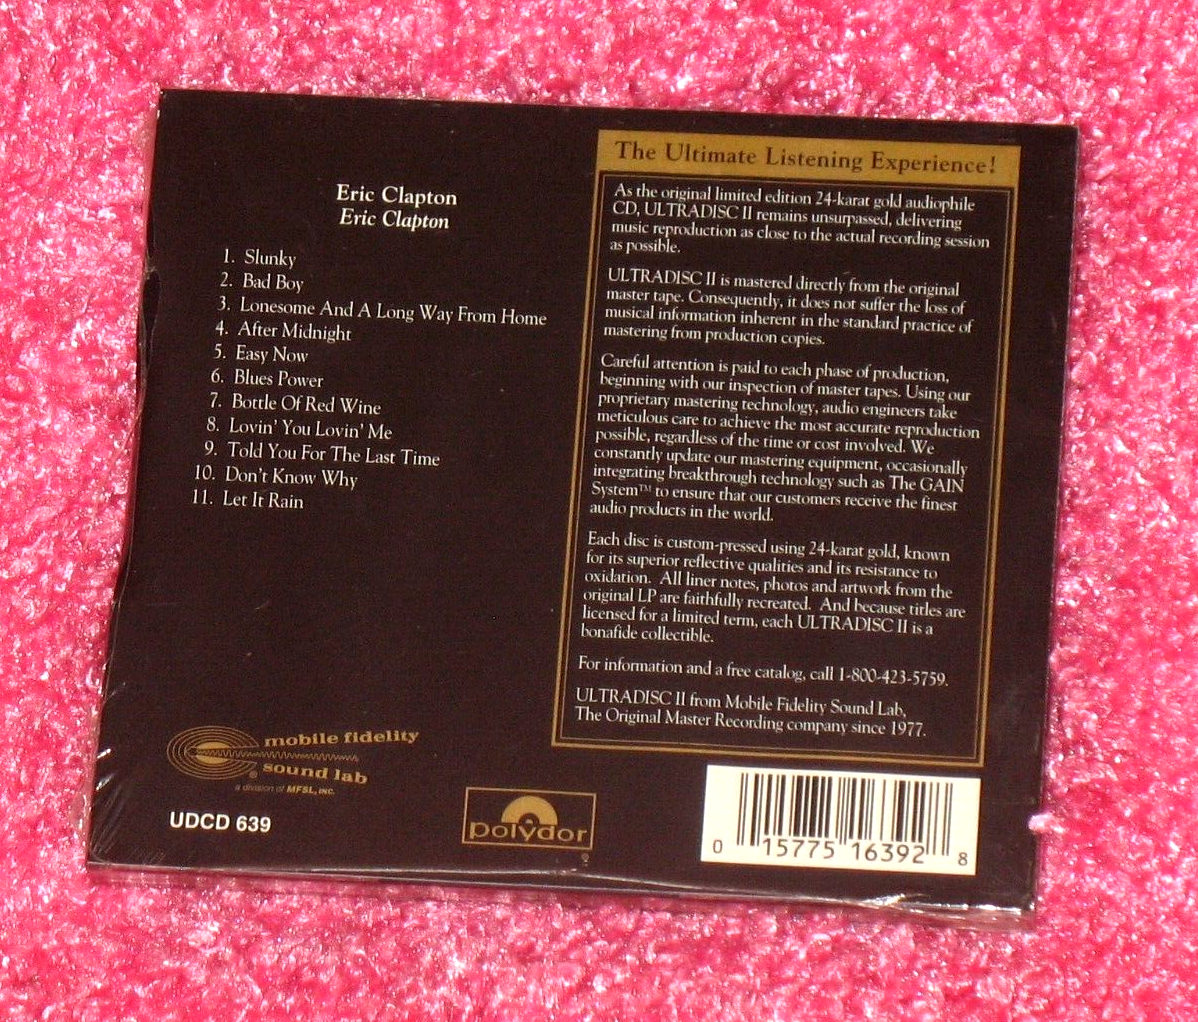 Eric Clapton
Eric Clapton
1. Slunky
2. Bad Boy
3. Lonesome And A Long Way From Home
4. After Midnight
5. Easy Now
6. Blues Power
7. Bottle Of Red Wine
8. Lovin' You Lovin' Me
9. Told You For The Last Time
10. Don't Know Why
11. Let It Rain
The Ultimate Listening Experience!
As the original limited edition 24-karat gold audiophile
CD, ULTRADISC II remains unsurpassed, delivering
music reproduction as close to the actual recording session
as possible.
ULTRADISC II is mastered directly from the original
master tape. Consequently, it does not suffer the loss of
musical information inherent in the standard practice of
mastering from production copies.
Careful attention is paid to each phase of production,
beginning with our inspection of master tapes. Using our
proprietary mastering technology, audio engineers take
meticulous care to achieve the most accurate reproduction
possible, regardless of the time or cost involved. We
constantly update our mastering equipment, occasionally
integrating breakthrough technology such as The GAIN
System™ to ensure that our customers receive the finest
audio products in the world.
Each disc is custom-pressed using 24-karat gold, known
for its superior reflective qualities and its resistance to
oxidation. All liner notes, photos and artwork from the
original LP are faithfully recreated. And because titles are
licensed for a limited term, each ULTRADISC II is a
bonafide collectible.
For information and a free catalog, call 1-800-423-5759.
ULTRADISC II from Mobile Fidelity Sound Lab,
The Original Master Recording company since 1977.
mobile fidelity
® sound lab
a division of MFSL, INC.
UDCD 639
polydor
®
0 15775 16392 8